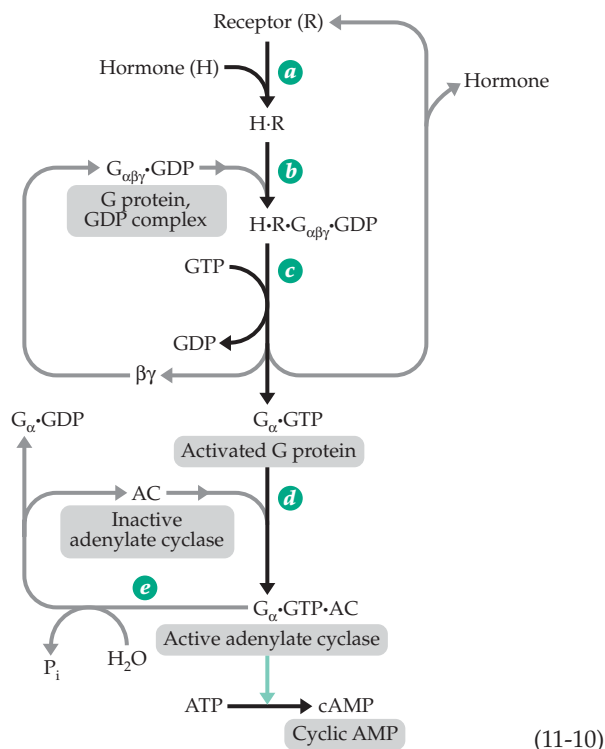 Receptor (R)
Hormone (H)
a
Hormone
H·R
Gαβγ·GDP
b
G protein,
GDP complex
H·R·Gαβγ·GDP
GTP
c
GDP
βγ
Gα·GDP
Gα·GTP
Activated G protein
AC
d
Inactive
adenylate cyclase
e
Gα·GTP·AC
Active adenylate cyclase
Pi
H2O
ATP
cAMP
Cyclic AMP
(11-10)